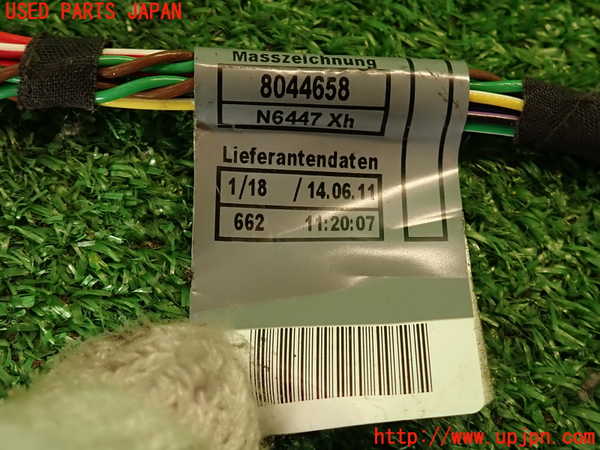 USED PARTS JAPAN
Masszeichnung
8044658
N6447 Xh
Lieferantendaten
1/18 / 14.06.11
662 11:20:07
http://www.upjpn.com/